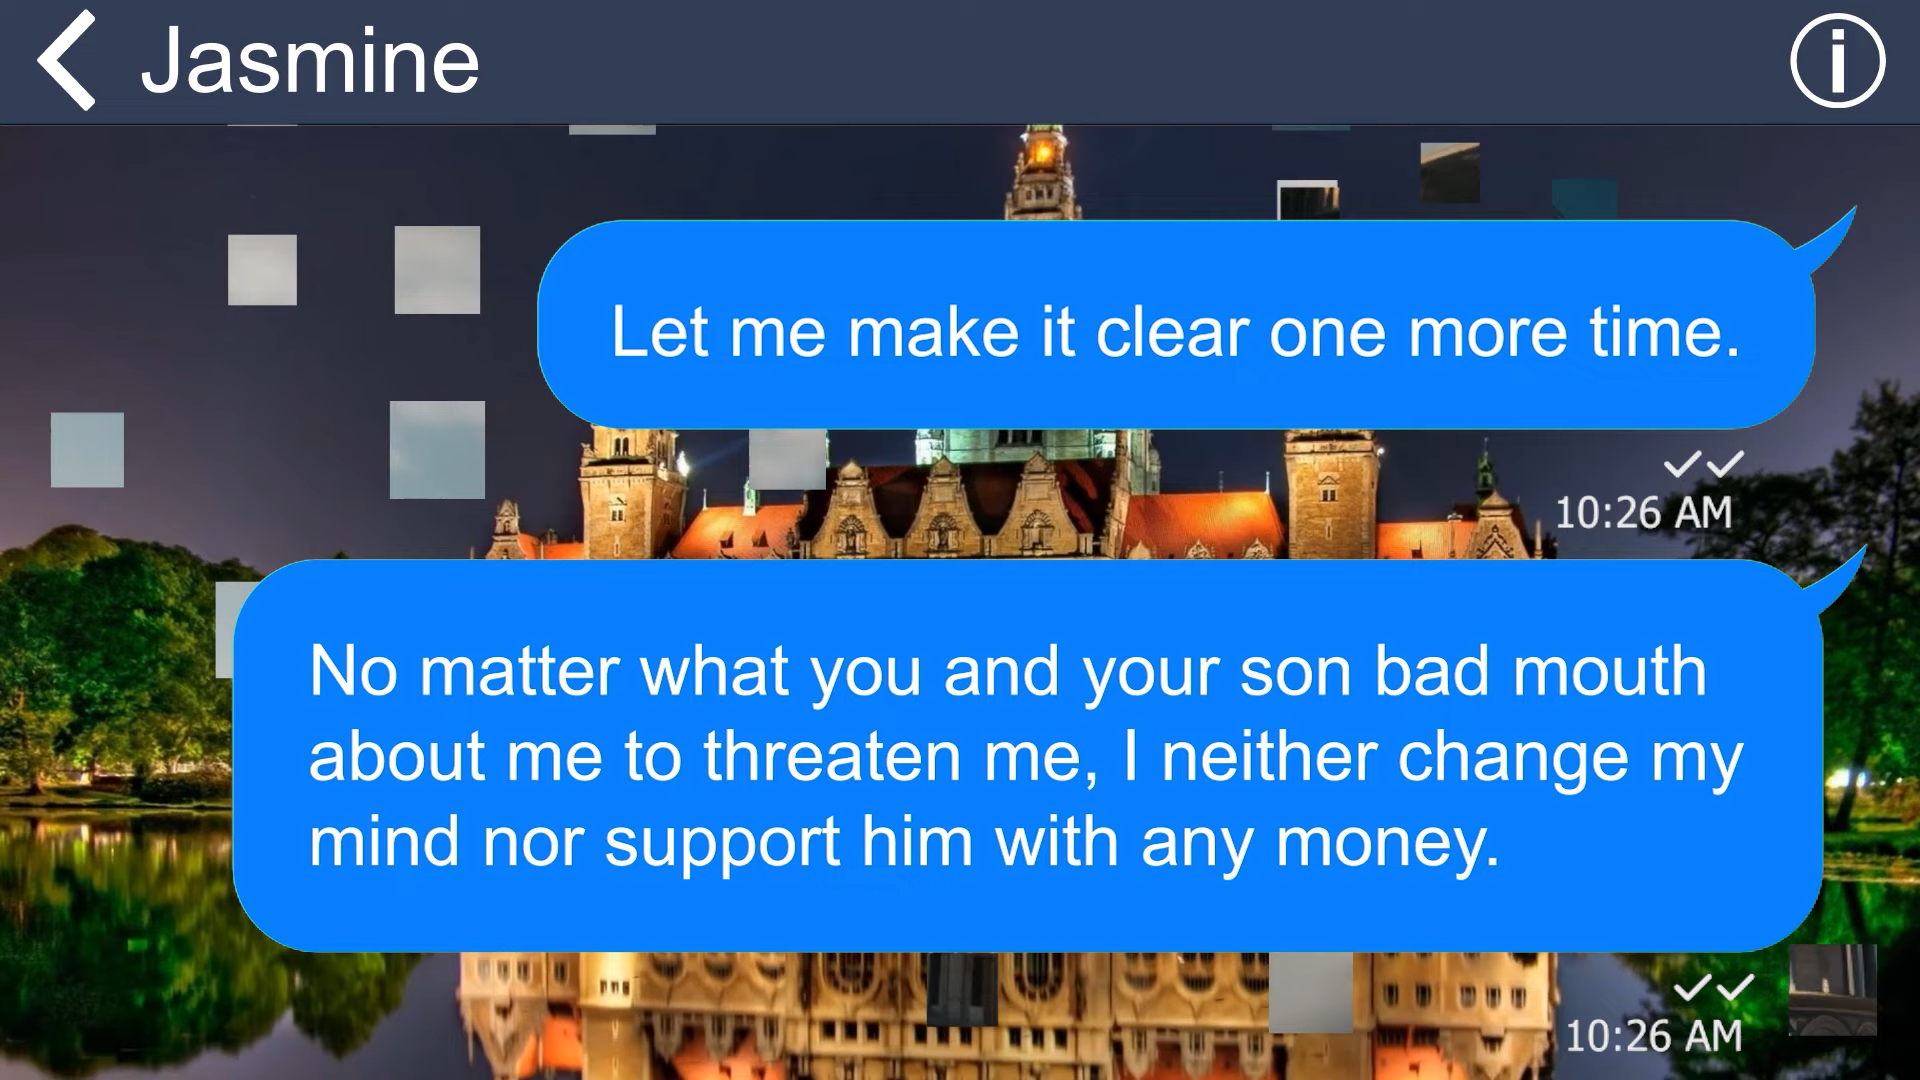 Jasmine
Let me make it clear one more time.
10:26 AM
No matter what you and your son bad mouth
about me to threaten me, I neither change my
mind nor support him with any money.
10:26 AM